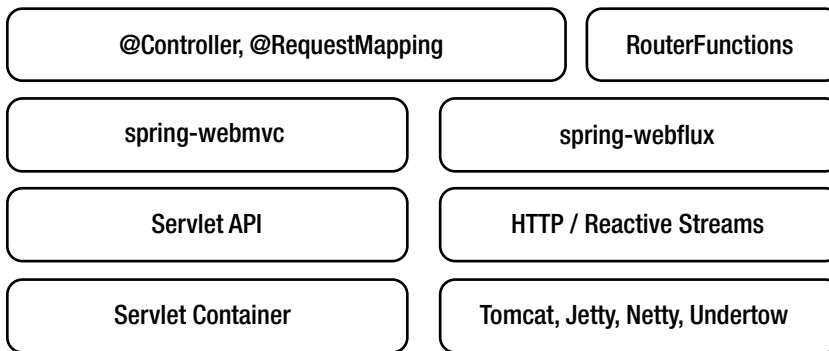 @Controller, @RequestMapping
RouterFunctions
spring-webmvc
spring-webflux
Servlet API
HTTP / Reactive Streams
Servlet Container
Tomcat, Jetty, Netty, Undertow